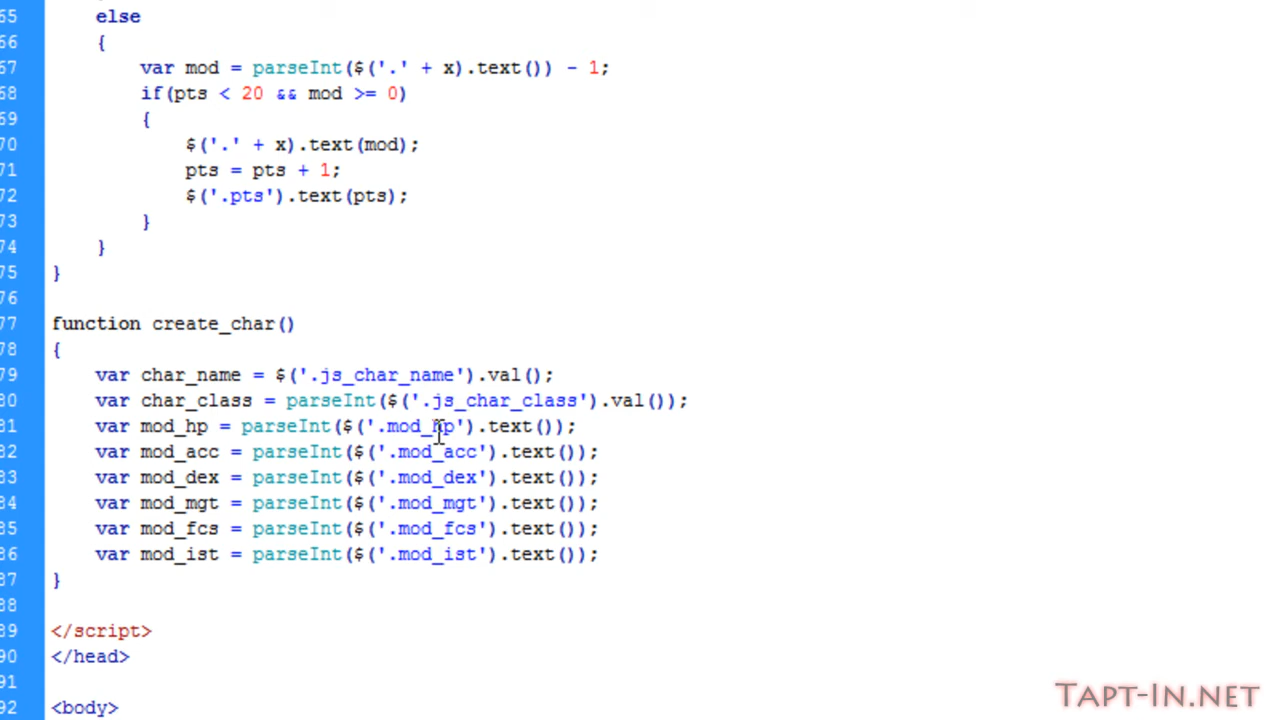 65 else
66 {
67 var mod = parseInt($('.' + x).text()) - 1;
68 if(pts < 20 && mod >= 0)
69 {
70 $('.' + x).text(mod);
71 pts = pts + 1;
72 $('.pts').text(pts);
73 }
74 }
75 }
76
77 function create_char()
78 {
79 var char_name = $('.js_char_name').val();
80 var char_class = parseInt($('.js_char_class').val());
81 var mod_hp = parseInt($('.mod_hp').text());
82 var mod_acc = parseInt($('.mod_acc').text());
83 var mod_dex = parseInt($('.mod_dex').text());
84 var mod_mgt = parseInt($('.mod_mgt').text());
85 var mod_fcs = parseInt($('.mod_fcs').text());
86 var mod_ist = parseInt($('.mod_ist').text());
87 }
88
89 </script>
90 </head>
91
92 <body>
Tapt-In.net